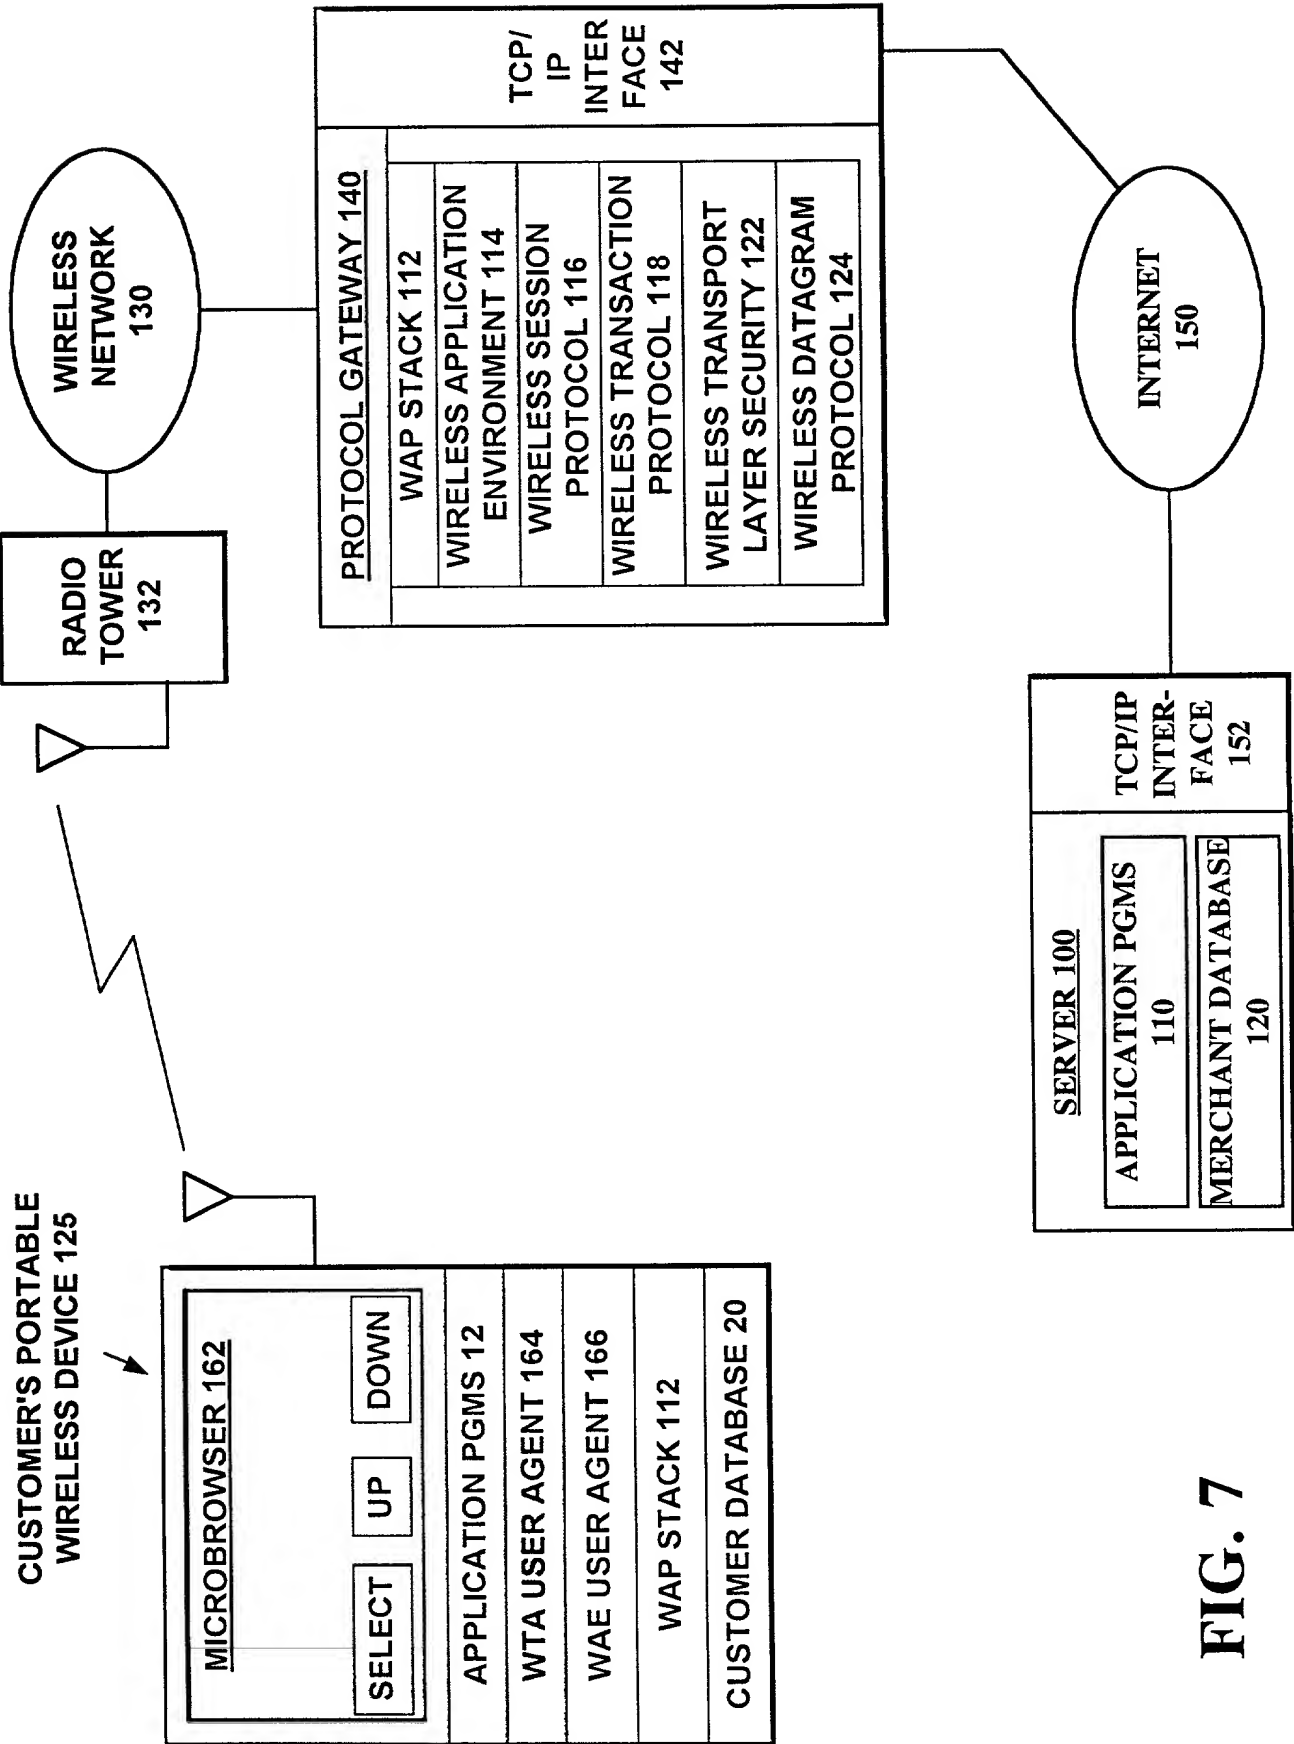 CUSTOMER'S PORTABLE
WIRELESS DEVICE 125
MICROBROWSER 162
SELECT
UP
DOWN
APPLICATION PGMS 12
WTA USER AGENT 164
WAE USER AGENT 166
WAP STACK 112
CUSTOMER DATABASE 20
RADIO
TOWER
132
WIRELESS
NETWORK
130
PROTOCOL GATEWAY 140
WAP STACK 112
WIRELESS APPLICATION
ENVIRONMENT 114
WIRELESS SESSION
PROTOCOL 116
WIRELESS TRANSACTION
PROTOCOL 118
WIRELESS TRANSPORT
LAYER SECURITY 122
WIRELESS DATAGRAM
PROTOCOL 124
TCP/
IP
INTER
FACE
142
SERVER 100
APPLICATION PGMS
110
MERCHANT DATABASE
120
TCP/IP
INTER-
FACE
152
INTERNET
150
FIG. 7